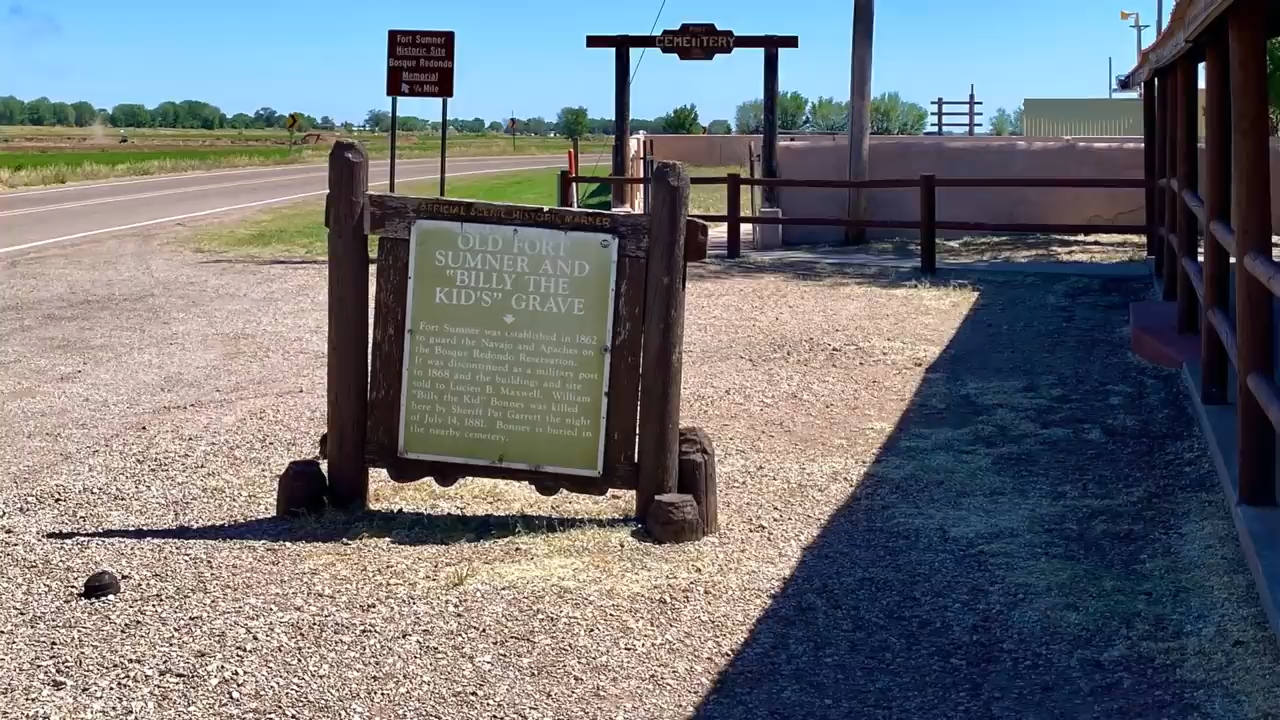 Fort Sumner
Historic Site
Bosque Redondo
Memorial
1/4 Mile
CEMETERY
OFFICIAL SCENIC HISTORIC MARKER
OLD FORT
SUMNER AND
"BILLY THE
KID'S" GRAVE
Fort Sumner was established in 1862
to guard the Navajo and Apaches on
the Bosque Redondo Reservation.
It was discontinued as a military post
in 1868 and the buildings and site
sold to Lucien B. Maxwell. William
"Billy the Kid" Bonney was killed
here by Sheriff Pat Garrett the night
of July 14, 1881. Bonney is buried in
the nearby cemetery.